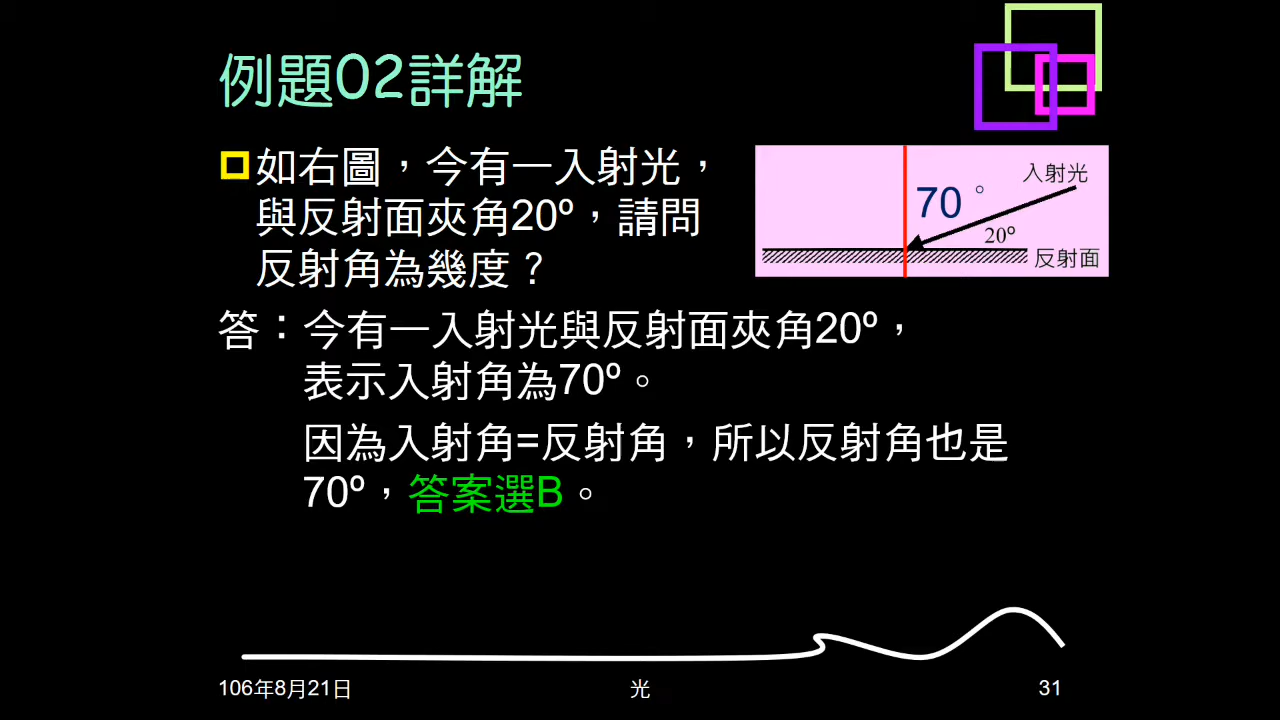 例題02詳解
如右圖，今有一入射光，
與反射面夾角20º，請問
反射角為幾度？
入射光
70°
20º
反射面
答：今有一入射光與反射面夾角20º，
表示入射角為70º。
因為入射角=反射角，所以反射角也是
70º，答案選B。
106年8月21日
光
31